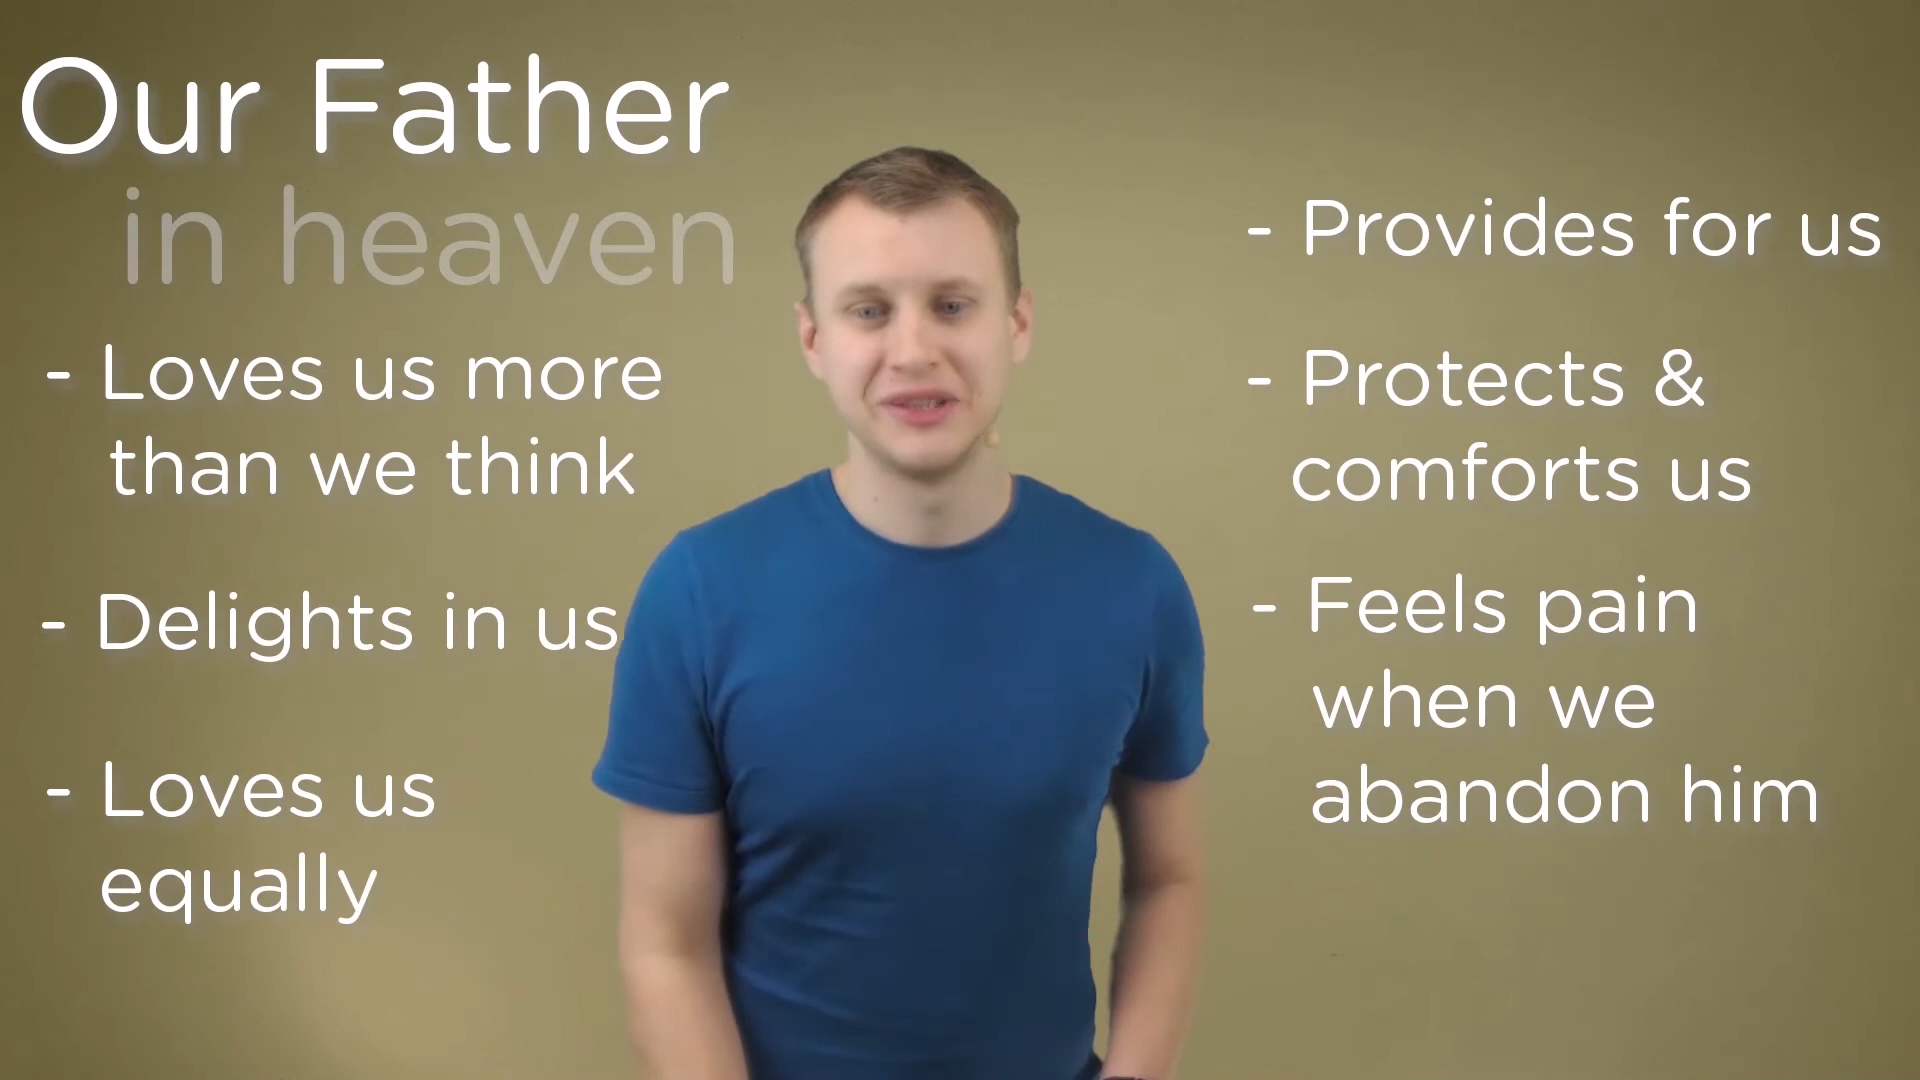 Our Father
in heaven
- Loves us more
than we think
- Delights in us
- Loves us
equally
- Provides for us
- Protects &
comforts us
- Feels pain
when we
abandon him